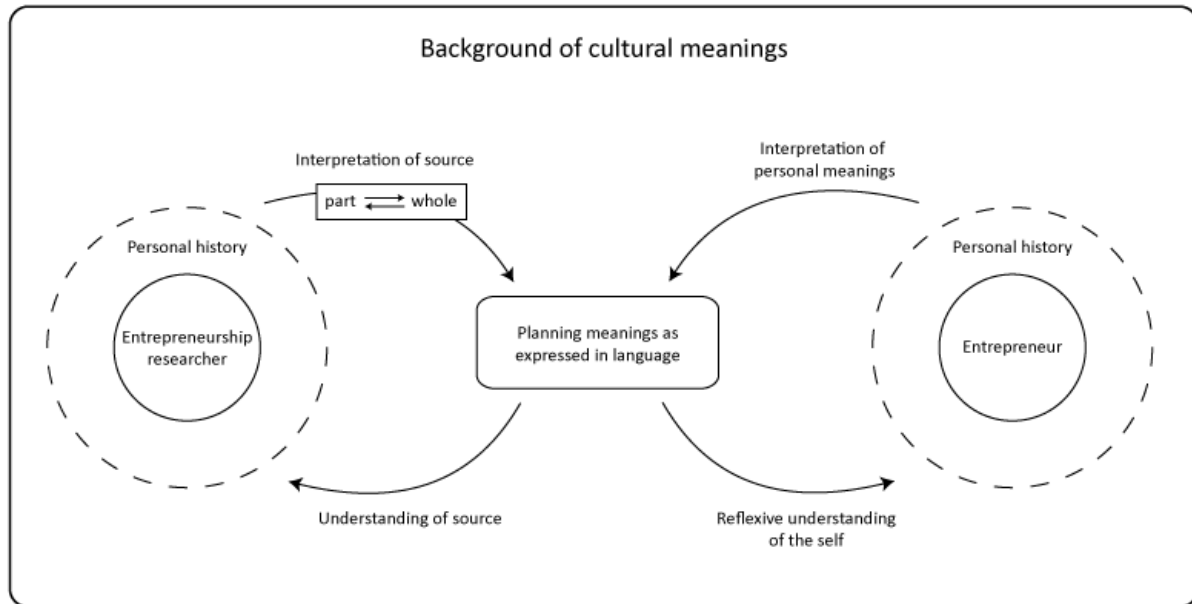 Background of cultural meanings
Interpretation of source
part whole
Interpretation of
personal meanings
Personal history
Entrepreneurship
researcher
Planning meanings as
expressed in language
Personal history
Entrepreneur
Understanding of source
Reflexive understanding
of the self